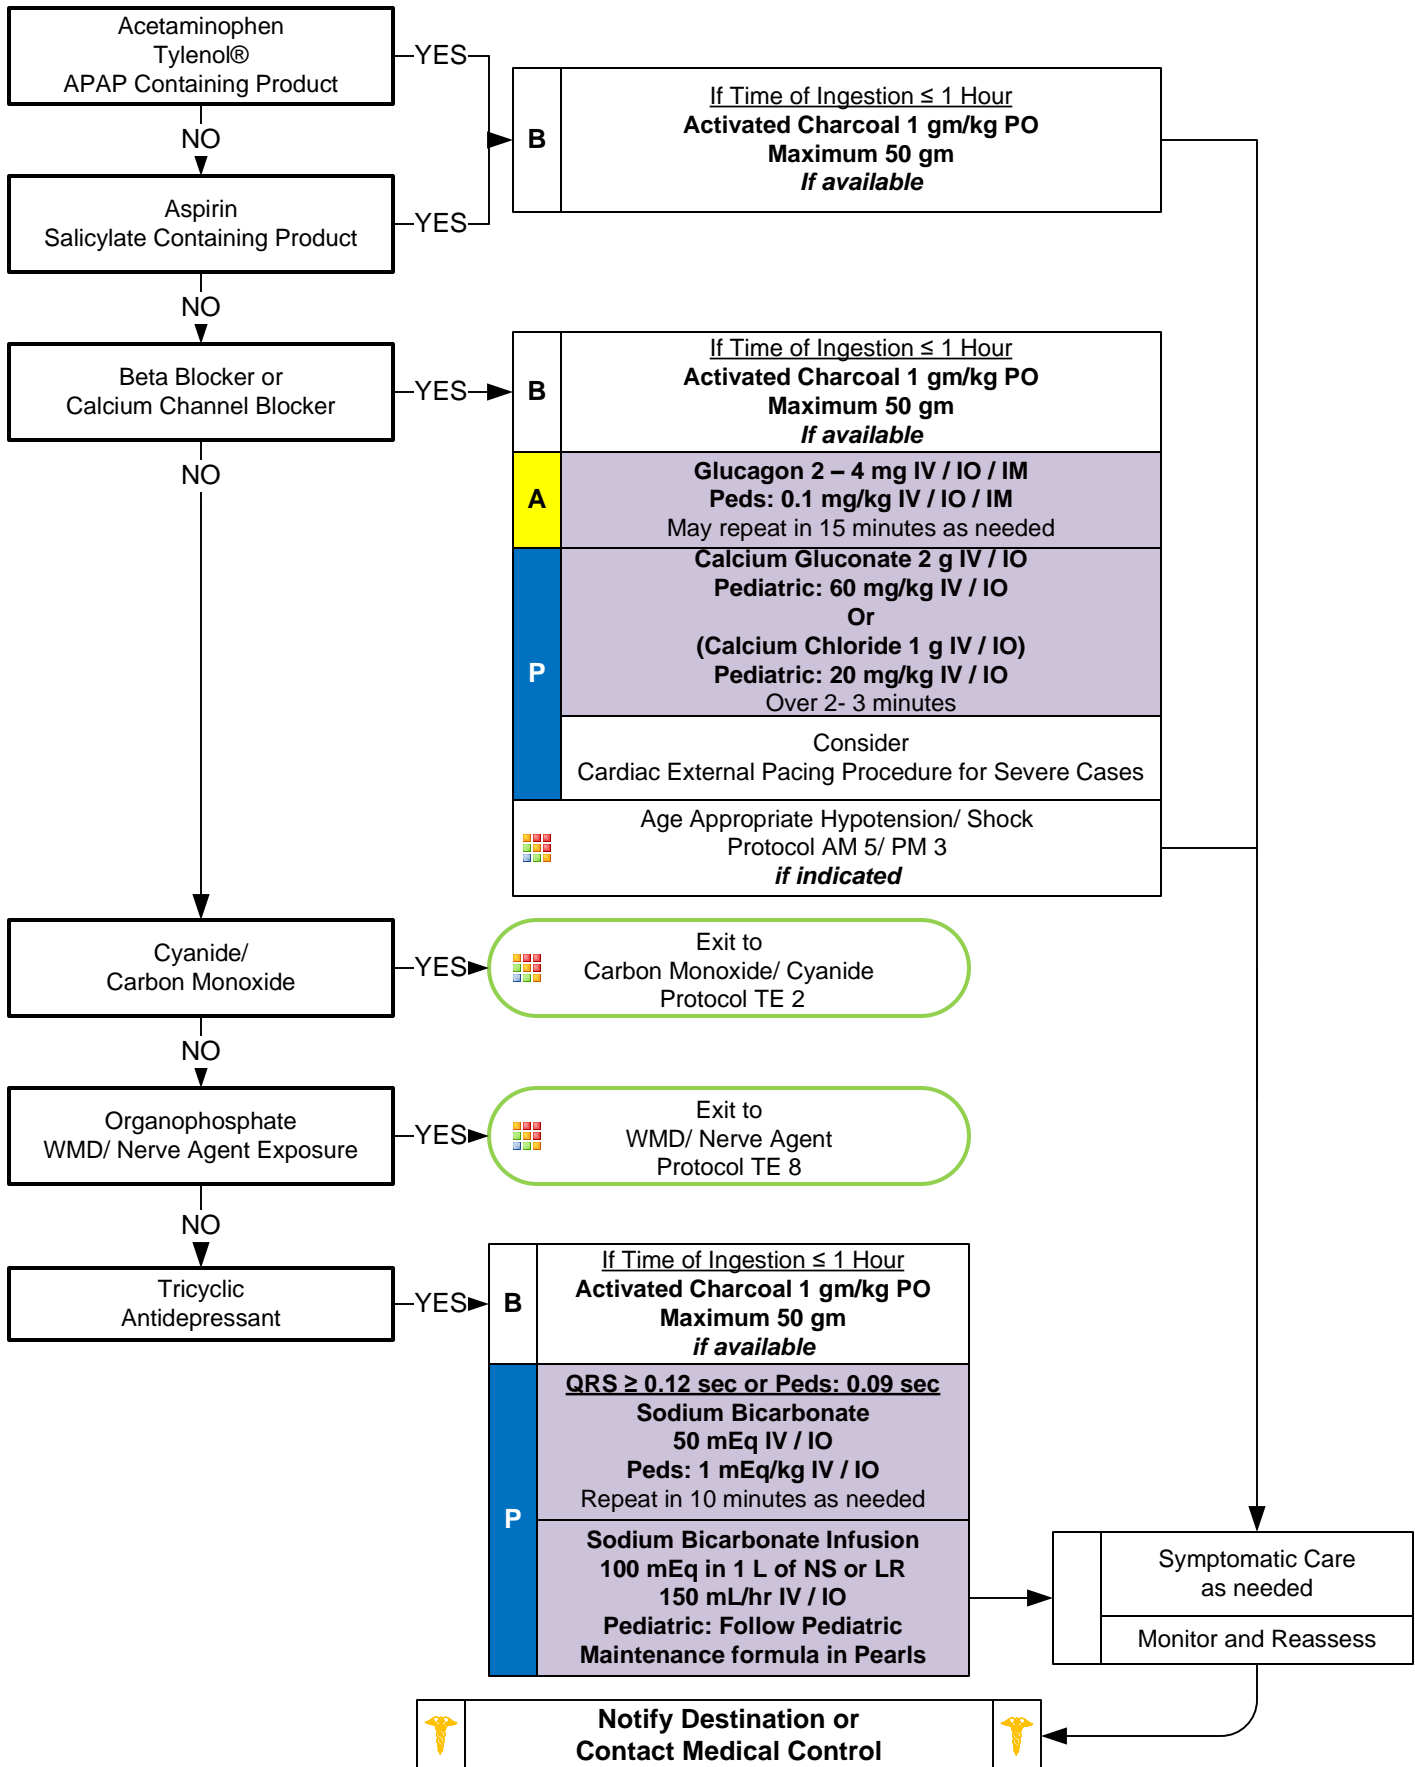 Acetaminophen
Tylenol®
APAP Containing Product
YES
NO
B
If Time of Ingestion ≤ 1 Hour
Activated Charcoal 1 gm/kg PO
Maximum 50 gm
If available
Aspirin
Salicylate Containing Product
YES
NO
Beta Blocker or
Calcium Channel Blocker
YES
NO
B
If Time of Ingestion ≤ 1 Hour
Activated Charcoal 1 gm/kg PO
Maximum 50 gm
If available
A
Glucagon 2 – 4 mg IV / IO / IM
Peds: 0.1 mg/kg IV / IO / IM
May repeat in 15 minutes as needed
P
Calcium Gluconate 2 g IV / IO
Pediatric: 60 mg/kg IV / IO
Or
(Calcium Chloride 1 g IV / IO)
Pediatric: 20 mg/kg IV / IO
Over 2- 3 minutes
Consider
Cardiac External Pacing Procedure for Severe Cases
Age Appropriate Hypotension/ Shock
Protocol AM 5/ PM 3
if indicated
Cyanide/
Carbon Monoxide
YES
NO
Exit to
Carbon Monoxide/ Cyanide
Protocol TE 2
Organophosphate
WMD/ Nerve Agent Exposure
YES
NO
Exit to
WMD/ Nerve Agent
Protocol TE 8
Tricyclic
Antidepressant
YES
B
If Time of Ingestion ≤ 1 Hour
Activated Charcoal 1 gm/kg PO
Maximum 50 gm
if available
P
QRS ≥ 0.12 sec or Peds: 0.09 sec
Sodium Bicarbonate
50 mEq IV / IO
Peds: 1 mEq/kg IV / IO
Repeat in 10 minutes as needed
Sodium Bicarbonate Infusion
100 mEq in 1 L of NS or LR
150 mL/hr IV / IO
Pediatric: Follow Pediatric
Maintenance formula in Pearls
Symptomatic Care
as needed
Monitor and Reassess
Notify Destination or
Contact Medical Control